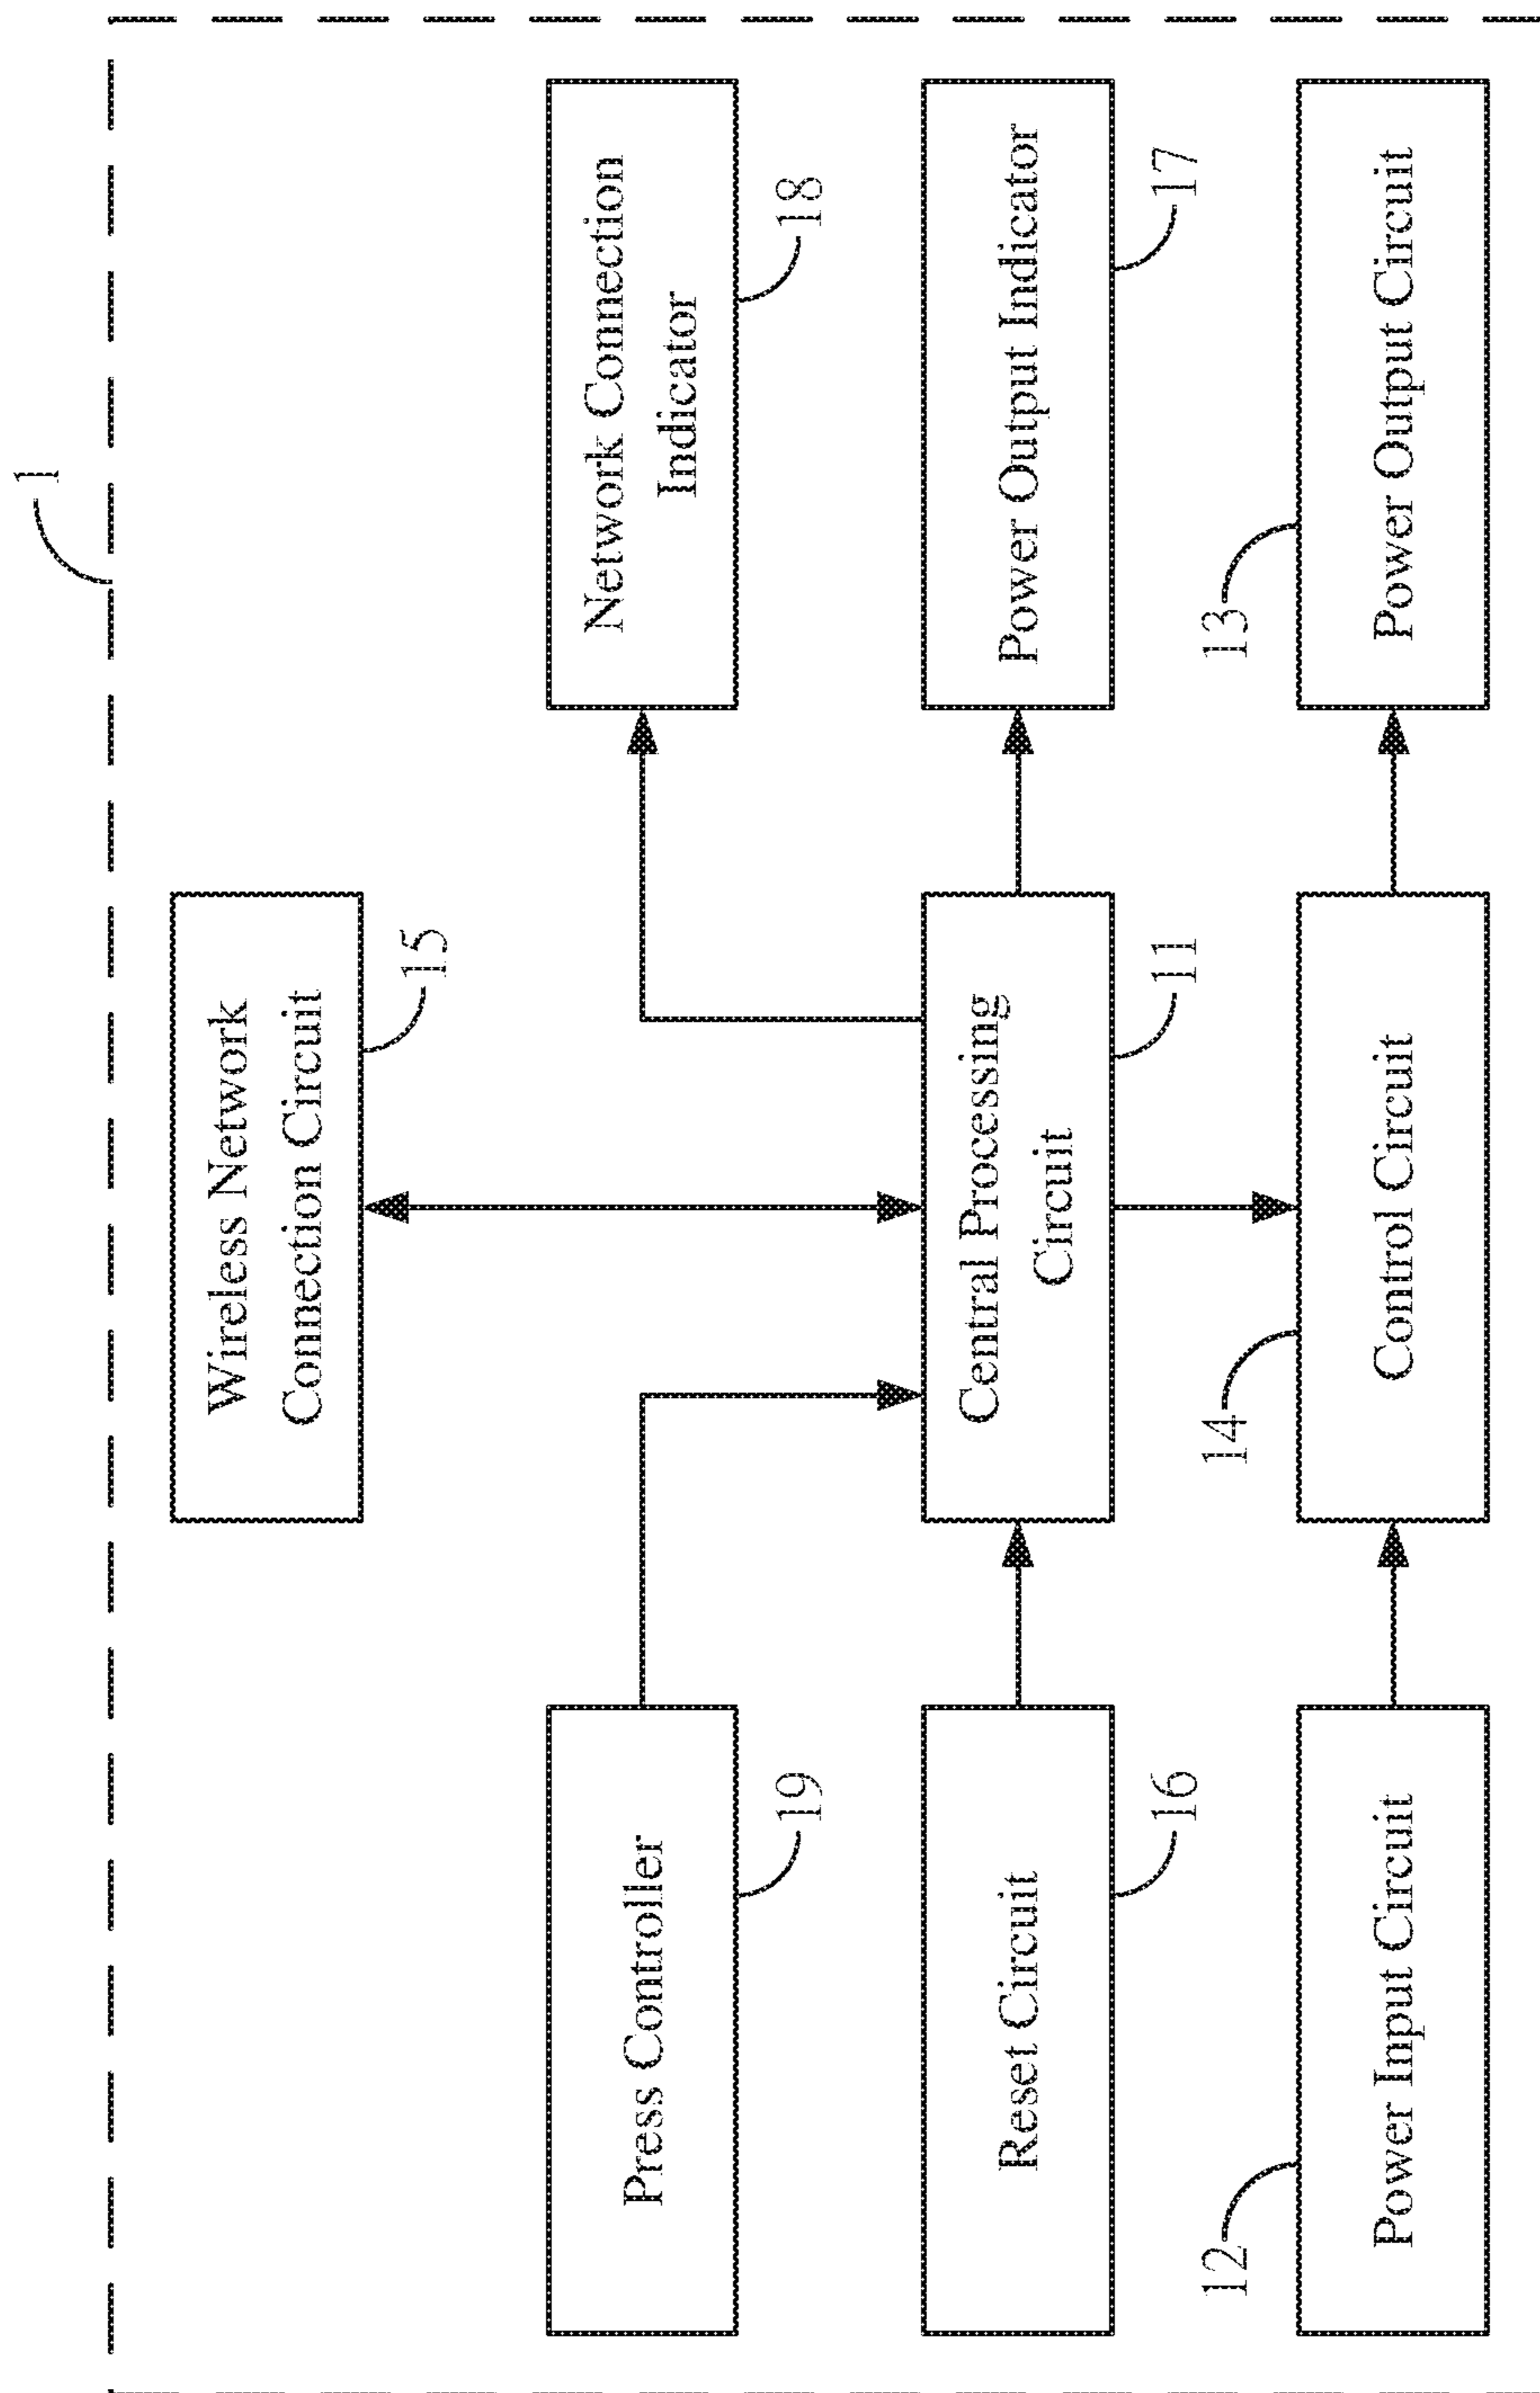 1
Wireless Network
Connection Circuit
15
Press Controller
19
Network Connection
Indicator
18
Reset Circuit
16
Central Processing
Circuit
11
Power Output Indicator
17
12
Power Input Circuit
14
Control Circuit
13
Power Output Circuit